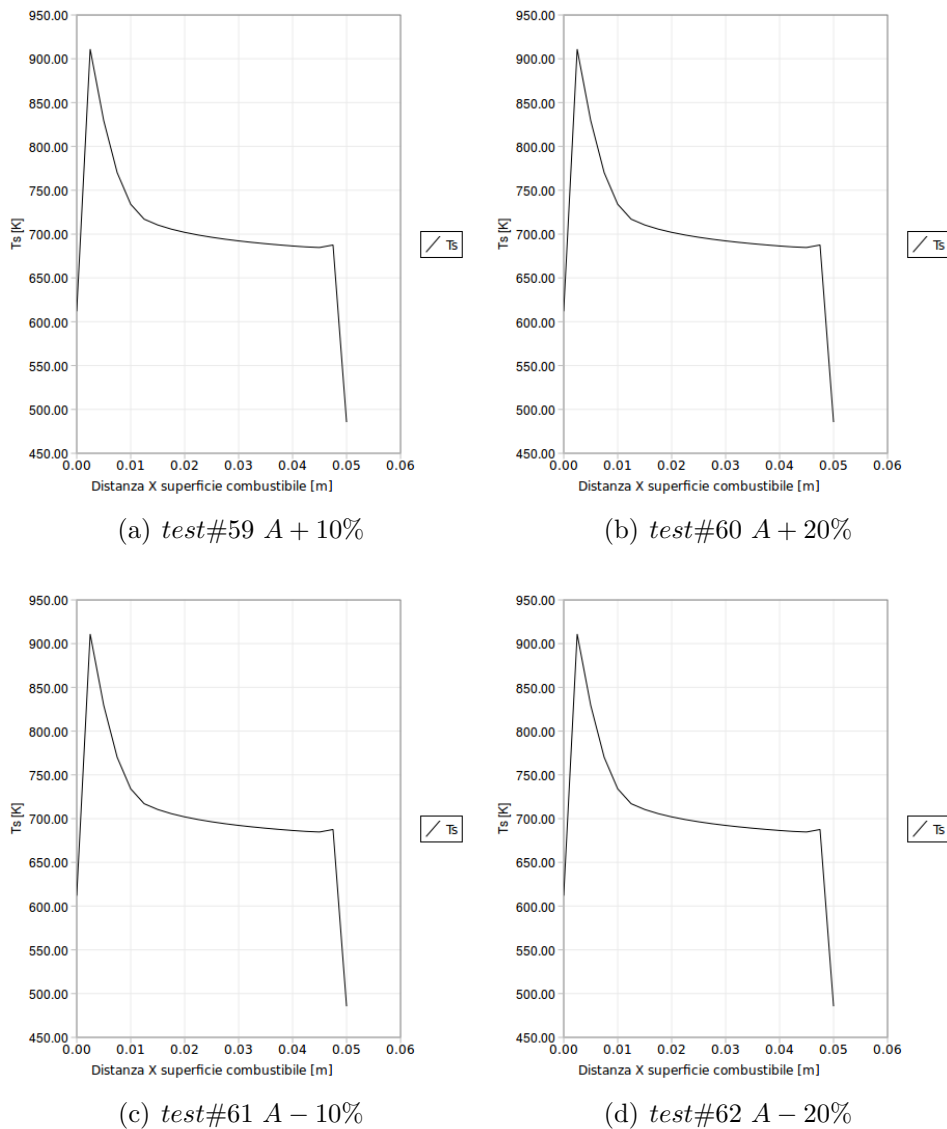 950.00
900.00
850.00
800.00
750.00
700.00
650.00
600.00
550.00
500.00
450.00
Ts [K]
0.00 0.01 0.02 0.03 0.04 0.05 0.06
Distanza X superficie combustibile [m]
Ts
(a) test#59 A + 10%
950.00
900.00
850.00
800.00
750.00
700.00
650.00
600.00
550.00
500.00
450.00
Ts [K]
0.00 0.01 0.02 0.03 0.04 0.05 0.06
Distanza X superficie combustibile [m]
Ts
(b) test#60 A + 20%
950.00
900.00
850.00
800.00
750.00
700.00
650.00
600.00
550.00
500.00
450.00
Ts [K]
0.00 0.01 0.02 0.03 0.04 0.05 0.06
Distanza X superficie combustibile [m]
Ts
(c) test#61 A − 10%
950.00
900.00
850.00
800.00
750.00
700.00
650.00
600.00
550.00
500.00
450.00
Ts [K]
0.00 0.01 0.02 0.03 0.04 0.05 0.06
Distanza X superficie combustibile [m]
Ts
(d) test#62 A − 20%